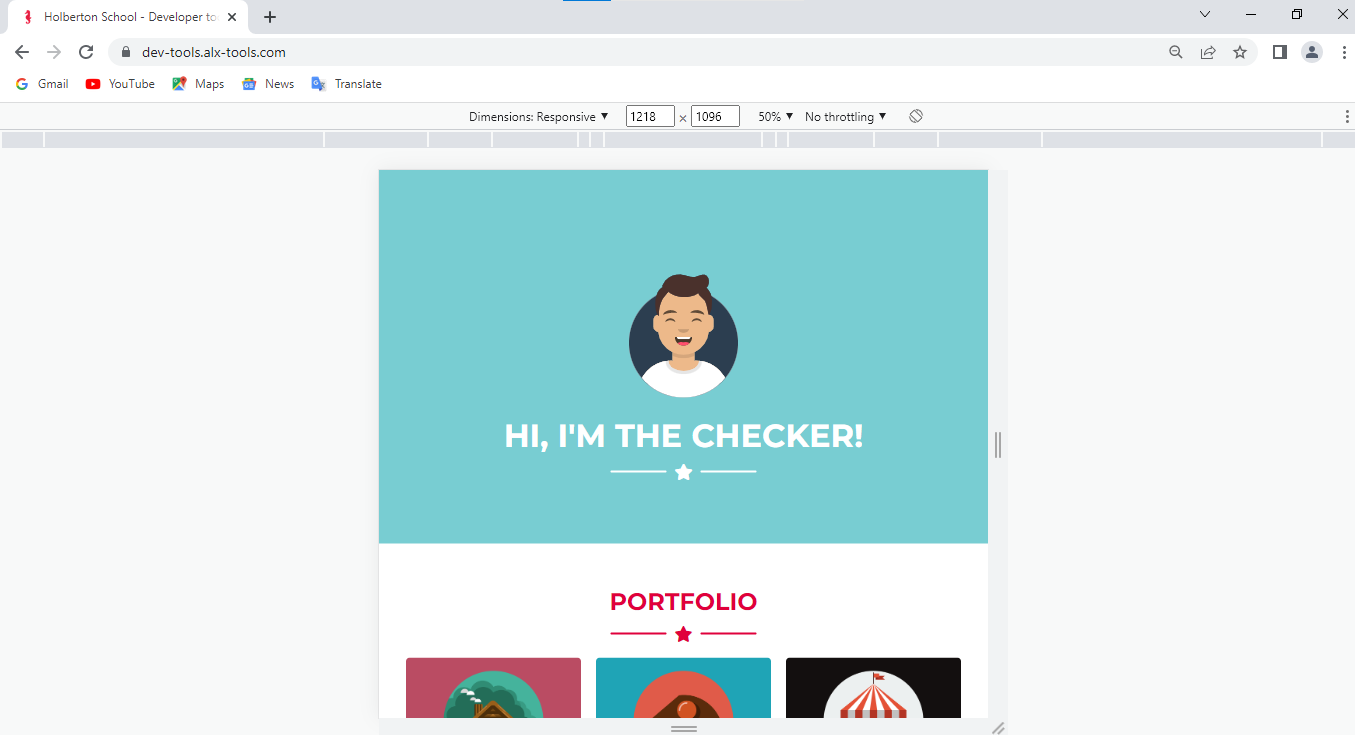 Holberton School - Developer to
dev-tools.alx-tools.com
Gmail YouTube Maps News Translate
Dimensions: Responsive ▼ 1218 × 1096 50% ▼ No throttling ▼
HI, I'M THE CHECKER!
PORTFOLIO